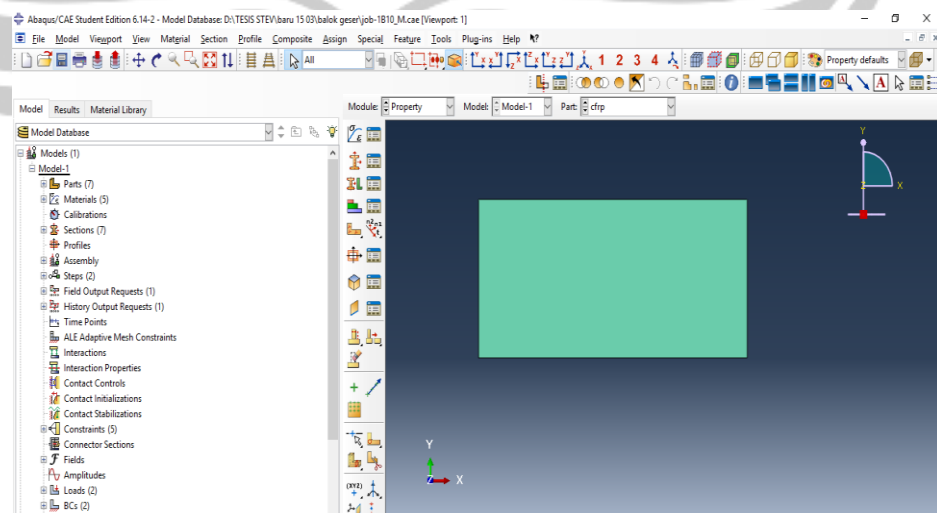 Abaqus/CAE Student Edition 6.14-2 - Model Database: D:\TESIS STEV\baru 15 03\balok geser\job-1B10_M.cae [Viewport: 1]
File Model Viewport View Material Section Profile Composite Assign Special Feature Tools Plug-ins Help
All
1 2 3 4
Property defaults
Model Results Material Library
Module: Property Model: Model-1 Part: cfrp
Model Database
Models (1)
Model-1
Parts (7)
Materials (5)
Calibrations
Sections (7)
Profiles
Assembly
Steps (2)
Field Output Requests (1)
History Output Requests (1)
Time Points
ALE Adaptive Mesh Constraints
Interactions
Interaction Properties
Contact Controls
Contact Initializations
Contact Stabilizations
Constraints (5)
Connector Sections
Fields
Amplitudes
Loads (2)
BCs (2)
(XYZ)
Y
Z X
Y
Z X